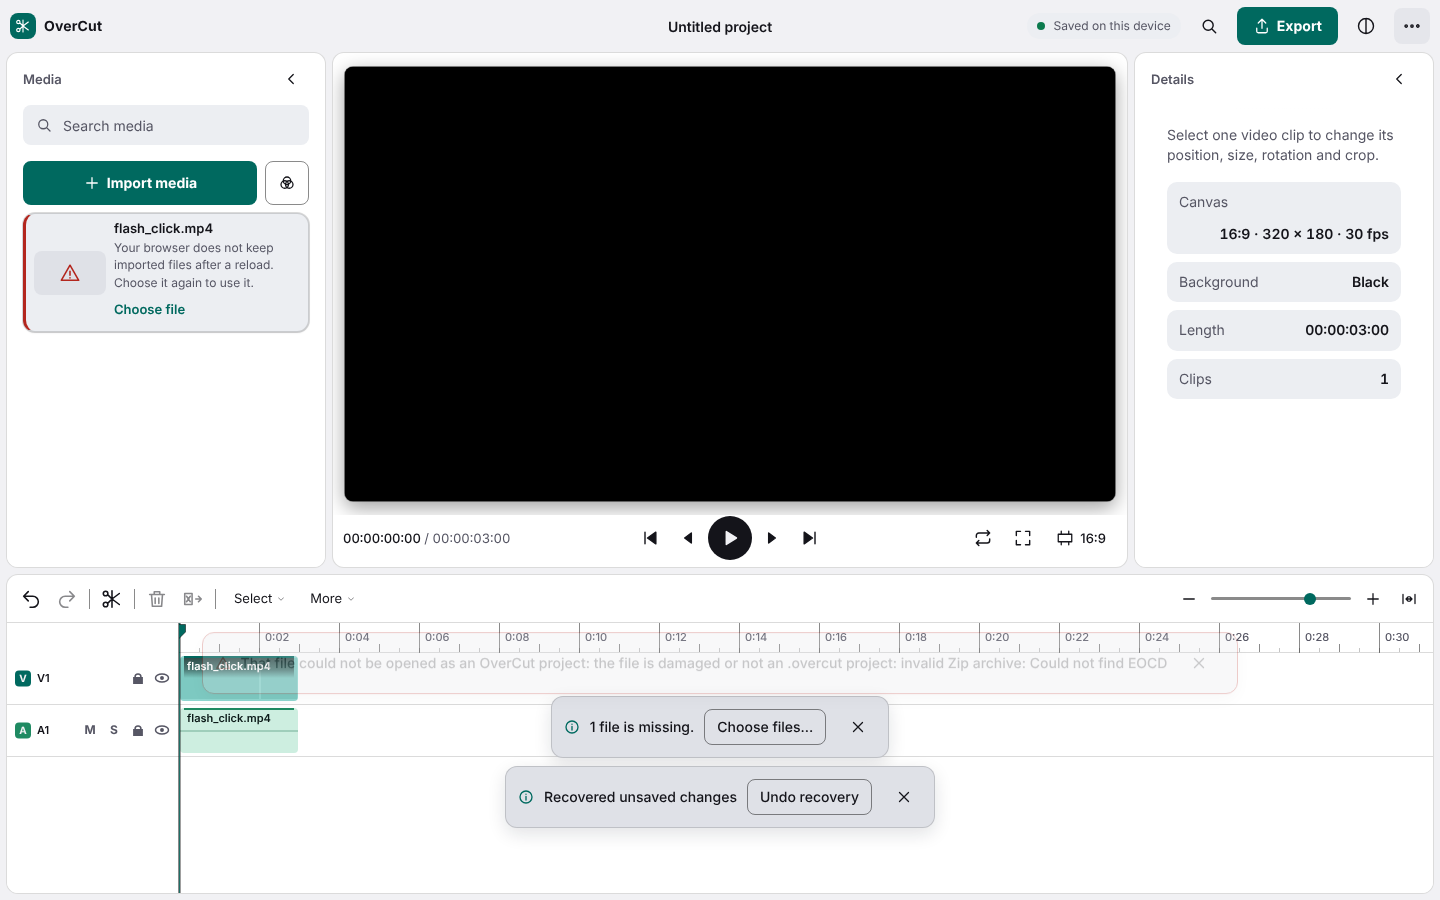 OverCut
Untitled project
Saved on this device
Export
Media
Search media
Import media
flash_click.mp4
Your browser does not keep
imported files after a reload.
Choose it again to use it.
Choose file
00:00:00:00 / 00:00:03:00
16:9
Details
Select one video clip to change its
position, size, rotation and crop.
Canvas
16:9 · 320 × 180 · 30 fps
Background
Black
Length
00:00:03:00
Clips
1
Select
More
0:02
0:04
0:06
0:08
0:10
0:12
0:14
0:16
0:18
0:20
0:22
0:24
0:26
0:28
0:30
That file could not be opened as an OverCut project: the file is damaged or not an .overcut project: invalid Zip archive: Could not find EOCD
V V1
flash_click.mp4
A A1 M S
flash_click.mp4
1 file is missing. Choose files...
Recovered unsaved changes Undo recovery